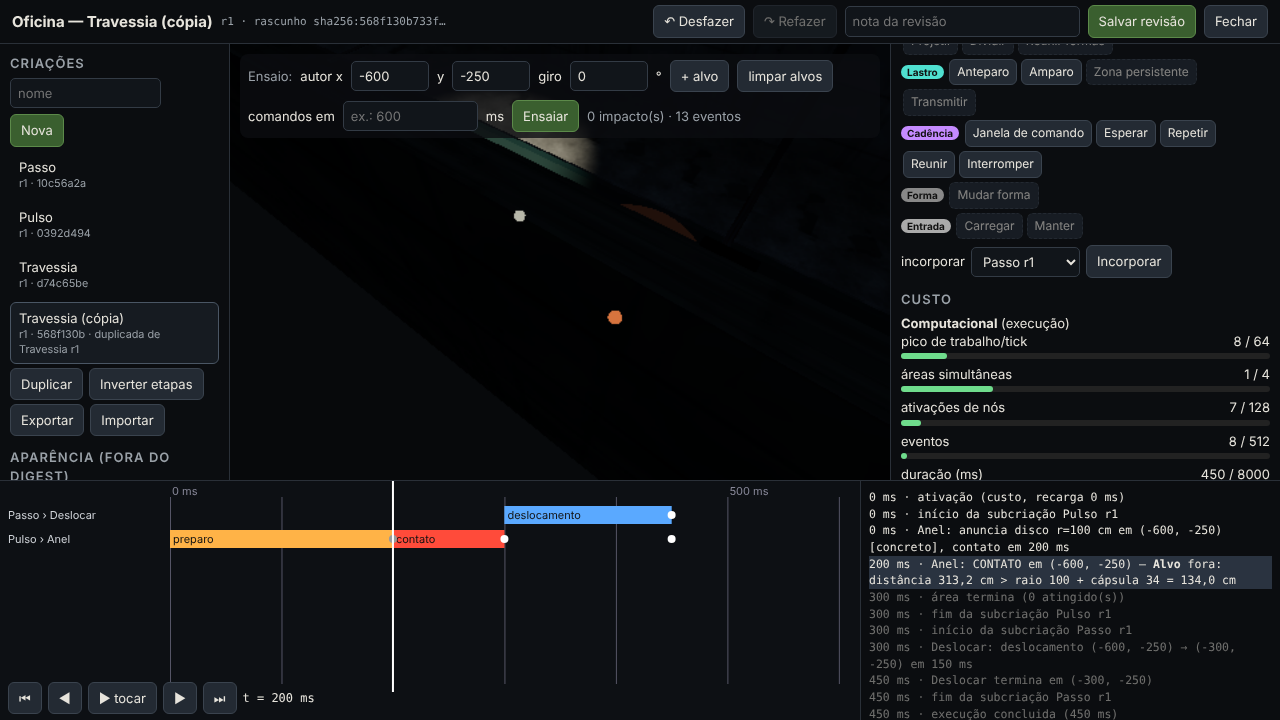 Oficina — Travessia (cópia) r1 · rascunho sha256:568f130b733f…
↶ Desfazer
↷ Refazer
nota da revisão
Salvar revisão
Fechar
CRIAÇÕES
nome
Nova
Passo
r1 · 10c56a2a
Pulso
r1 · 0392d494
Travessia
r1 · d74c65be
Travessia (cópia)
r1 · 568f130b · duplicada de
Travessia r1
Duplicar
Inverter etapas
Exportar
Importar
APARÊNCIA (FORA DO
DIGEST)
Ensaio: autor x -600 y -250 giro 0 ° + alvo limpar alvos
comandos em ex.: 600 ms Ensaiar 0 impacto(s) · 13 eventos
Lastro Anteparo Amparo Zona persistente
Transmitir
Cadência Janela de comando Esperar Repetir
Reunir Interromper
Forma Mudar forma
Entrada Carregar Manter
incorporar Passo r1 Incorporar
CUSTO
Computacional (execução)
pico de trabalho/tick 8 / 64
áreas simultâneas 1 / 4
ativações de nós 7 / 128
eventos 8 / 512
duração (ms) 450 / 8000
0 ms 500 ms
Passo › Deslocar deslocamento
Pulso › Anel preparo contato
⏮ ◀ ▶ tocar ▶ ⏭ t = 200 ms
0 ms · ativação (custo, recarga 0 ms)
0 ms · início da subcriação Pulso r1
0 ms · Anel: anuncia disco r=100 cm em (-600, -250)
[concreto], contato em 200 ms
200 ms · Anel: CONTATO em (-600, -250) — Alvo fora:
distância 313,2 cm > raio 100 + cápsula 34 = 134,0 cm
300 ms · área termina (0 atingido(s))
300 ms · fim da subcriação Pulso r1
300 ms · início da subcriação Passo r1
300 ms · Deslocar: deslocamento (-600, -250) → (-300,
-250) em 150 ms
450 ms · Deslocar termina em (-300, -250)
450 ms · fim da subcriação Passo r1
450 ms · execução concluida (450 ms)